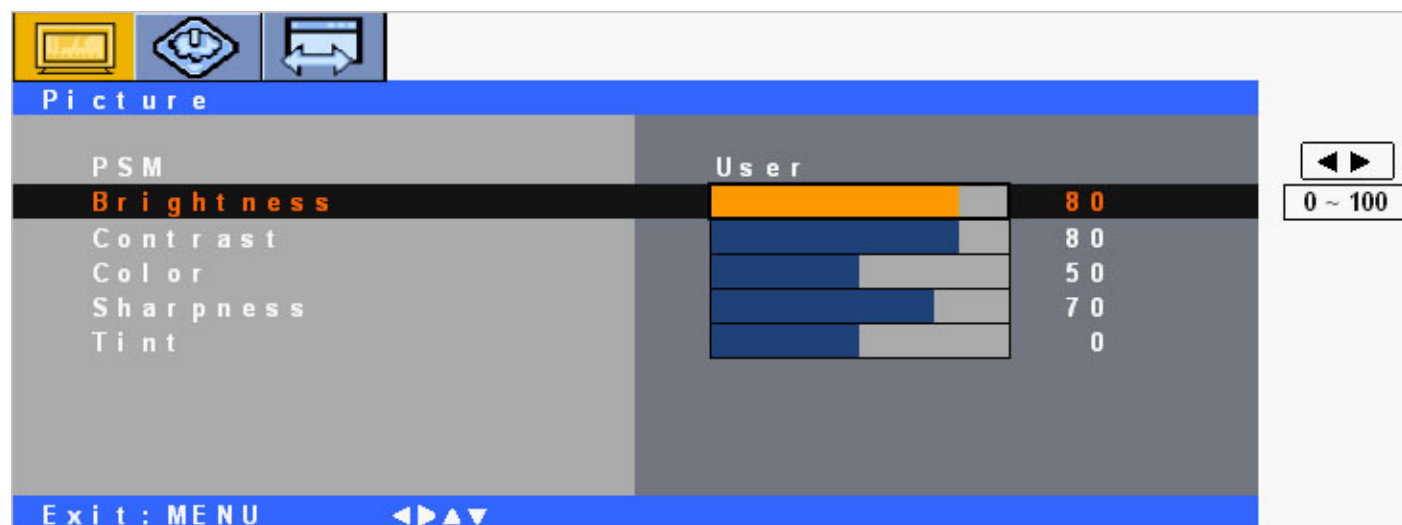 Picture
PSM User
Brightness 80 0 ~ 100
Contrast 80
Color 50
Sharpness 70
Tint 0
Exit:MENU ◀▶▲▼